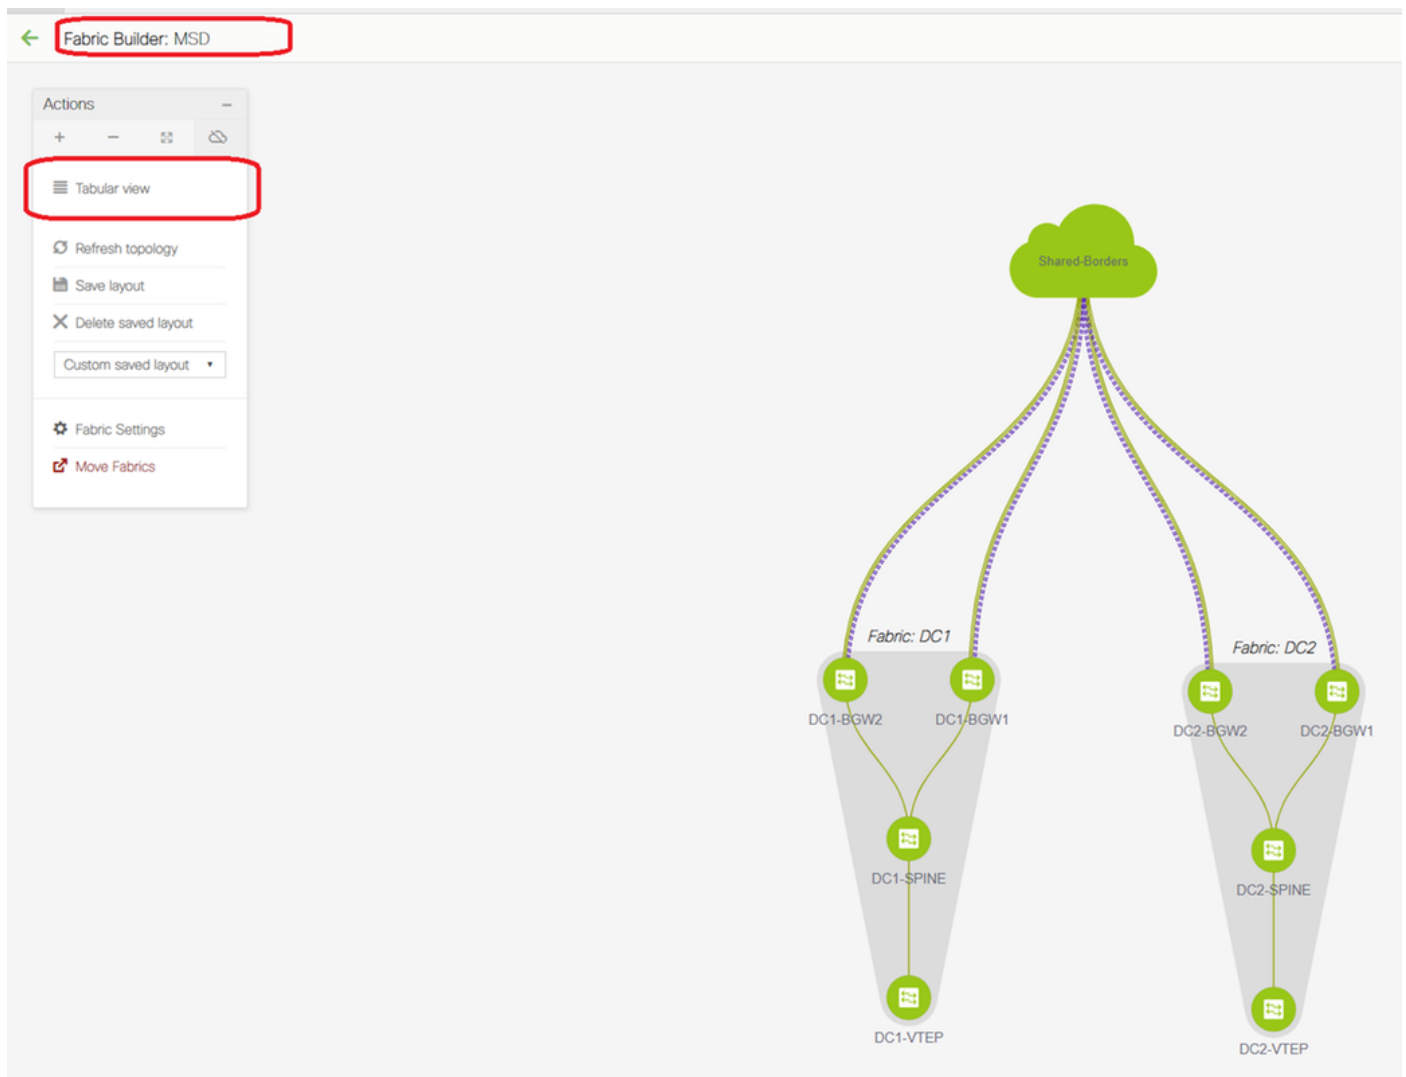 Fabric Builder: MSD
Actions
Tabular view
Refresh topology
Save layout
Delete saved layout
Custom saved layout
Fabric Settings
Move Fabrics
Shared-Borders
Fabric: DC1
Fabric: DC2
DC1-BGW2
DC1-BGW1
DC2-BGW2
DC2-BGW1
DC1-SPINE
DC2-SPINE
DC1-VTEP
DC2-VTEP